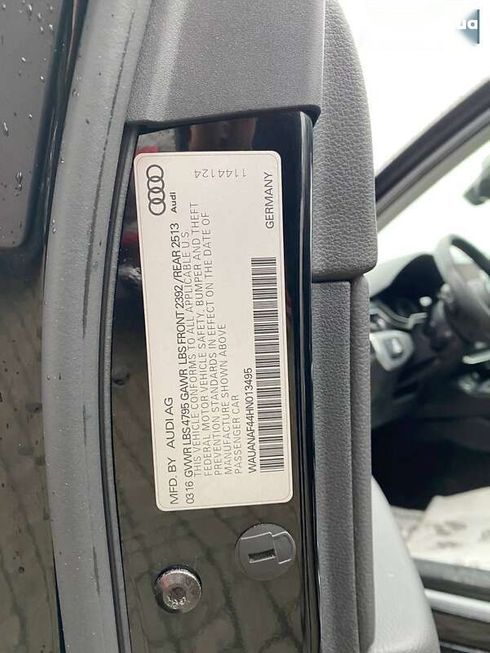 MFD. BY AUDI AG
0316 GVWR LBS 4795 GAWR LBS FRONT 2392 /REAR 2513
THIS VEHICLE CONFORMS TO ALL APPLICABLE U.S.
FEDERAL MOTOR VEHICLE SAFETY, BUMPER AND THEFT
PREVENTION STANDARDS IN EFFECT ON THE DATE OF
MANUFACTURE SHOWN ABOVE
PASSENGER CAR
WAUANAF44HN013495
Audi
1144124
GERMANY